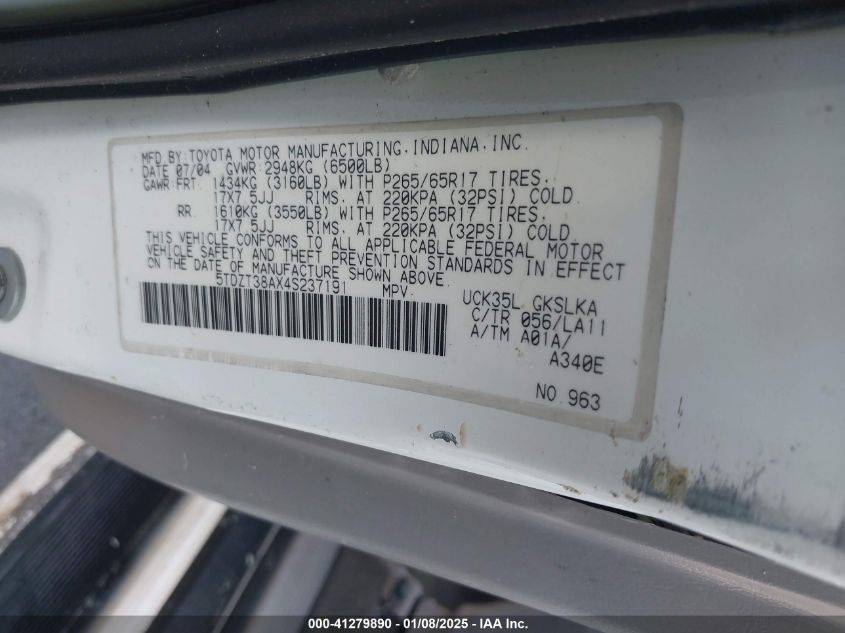 MFD.BY:TOYOTA MOTOR MANUFACTURING.INDIANA.INC.
DATE 07/04 GVWR:2948KG (6500LB)
GAWR:FRT. 1434KG (3160LB) WITH P265/65R17 TIRES.
17X7.5JJ RIMS. AT 220KPA (32PSI) COLD.
RR. 1610KG (3550LB) WITH P265/65R17 TIRES.
17X7.5JJ RIMS. AT 220KPA (32PSI) COLD.
THIS VEHICLE CONFORMS TO ALL APPLICABLE FEDERAL MOTOR
VEHICLE SAFETY AND THEFT PREVENTION STANDARDS IN EFFECT
ON THE DATE OF MANUFACTURE SHOWN ABOVE.
5TDZT38AX4S237191 MPV
UCK35L GKSLKA
C/TR 056/LA11
A/TM A01A/
A340E
NO.963
000-41279890 - 01/08/2025 - IAA Inc.